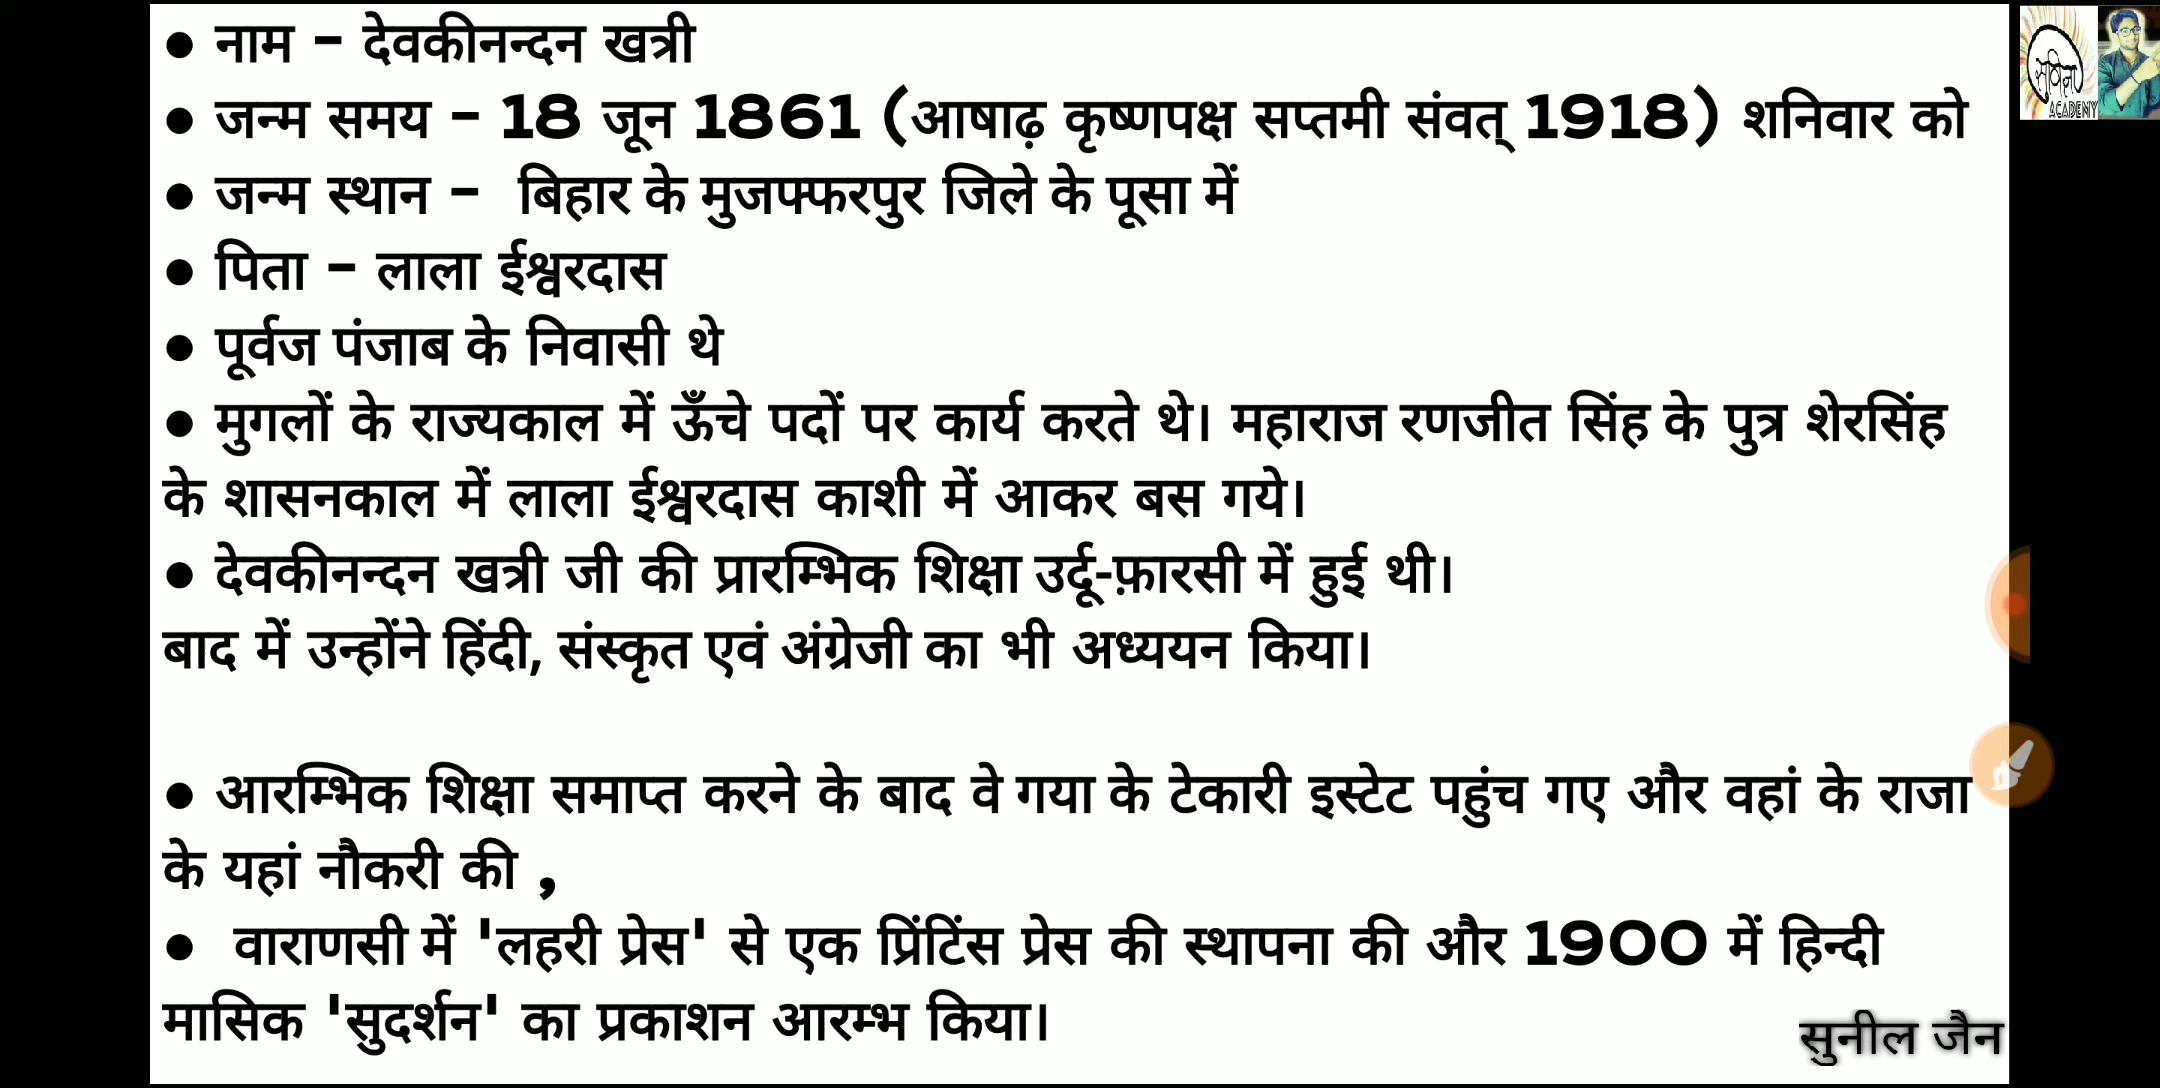 ● नाम – देवकीनन्दन खत्री
● जन्म समय – 18 जून 1861 (आषाढ़ कृष्णपक्ष सप्तमी संवत् 1918) शनिवार को
● जन्म स्थान – बिहार के मुजफ्फरपुर जिले के पूसा में
● पिता – लाला ईश्वरदास
● पूर्वज पंजाब के निवासी थे
● मुगलों के राज्यकाल में ऊँचे पदों पर कार्य करते थे। महाराज रणजीत सिंह के पुत्र शेरसिंह
के शासनकाल में लाला ईश्वरदास काशी में आकर बस गये।
● देवकीनन्दन खत्री जी की प्रारम्भिक शिक्षा उर्दू-फ़ारसी में हुई थी।
बाद में उन्होंने हिंदी, संस्कृत एवं अंग्रेजी का भी अध्ययन किया।
● आरम्भिक शिक्षा समाप्त करने के बाद वे गया के टेकारी इस्टेट पहुंच गए और वहां के राजा
के यहां नौकरी की ,
● वाराणसी में 'लहरी प्रेस' से एक प्रिंटिंस प्रेस की स्थापना की और 1900 में हिन्दी
मासिक 'सुदर्शन' का प्रकाशन आरम्भ किया।
सुनील जैन
ACADEMY